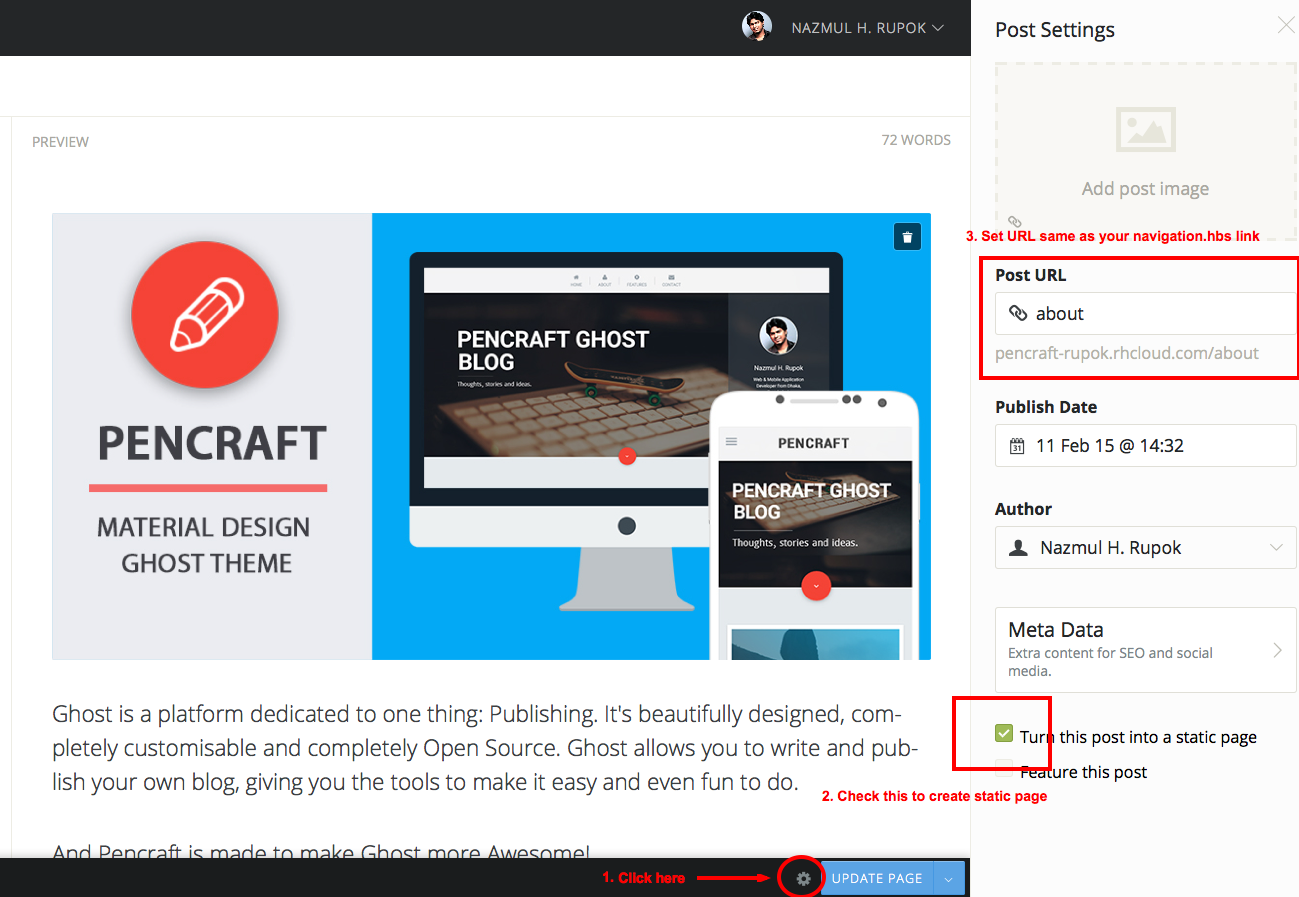 NAZMUL H. RUPOK
Post Settings
PREVIEW
72 WORDS
Add post image
3. Set URL same as your navigation.hbs link
Post URL
about
pencraft-rupok.rhcloud.com/about
Publish Date
31
11 Feb 15 @ 14:32
Author
Nazmul H. Rupok
Meta Data
Extra content for SEO and social
media.
Turn this post into a static page
Feature this post
2. Check this to create static page
PENCRAFT
MATERIAL DESIGN
GHOST THEME
HOME
ABOUT
FEATURES
CONTACT
PENCRAFT GHOST
BLOG
Thoughts, stories and ideas.
Nazmul H. Rupok
Web & Mobile Application
Developer from Dhaka,
PENCRAFT
PENCRAFT GHOST
BLOG
Thoughts, stories and ideas.
Ghost is a platform dedicated to one thing: Publishing. It's beautifully designed, com-
pletely customisable and completely Open Source. Ghost allows you to write and pub-
lish your own blog, giving you the tools to make it easy and even fun to do.
And Pencraft is made to make Ghost more Awesome!
1. Click here
UPDATE PAGE